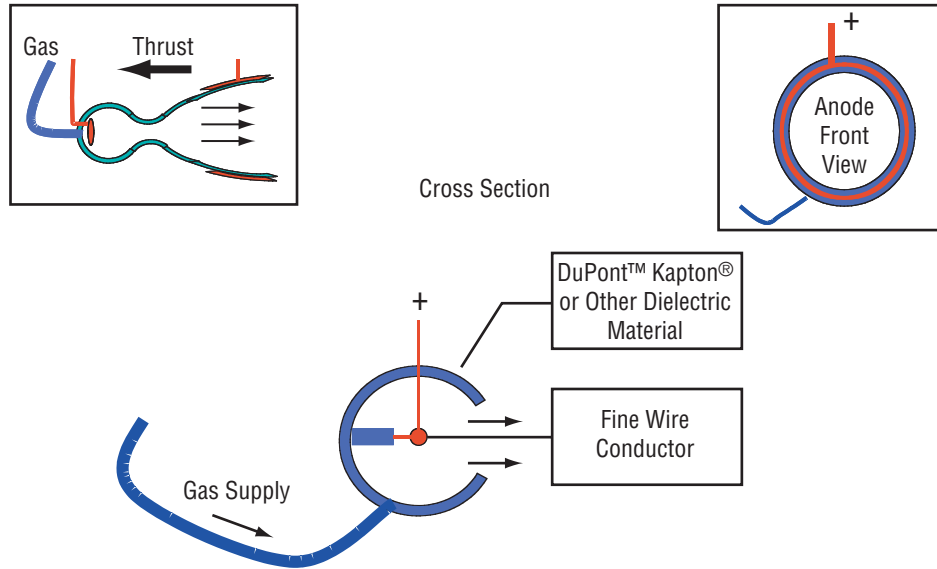 Gas
Thrust
+
Anode
Front
View
Cross Section
DuPont™ Kapton®
or Other Dielectric
Material
+
Fine Wire
Conductor
Gas Supply